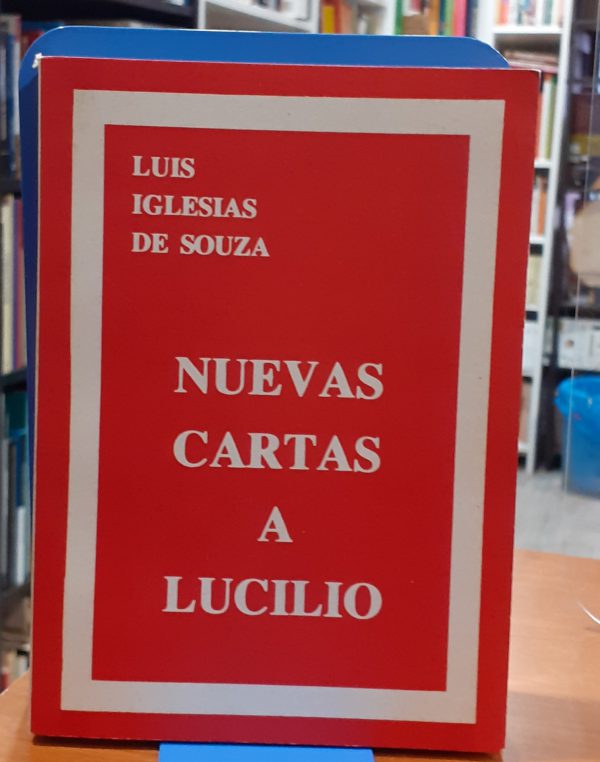 LUIS
IGLESIAS
DE SOUZA
NUEVAS
CARTAS
A
LUCILIO